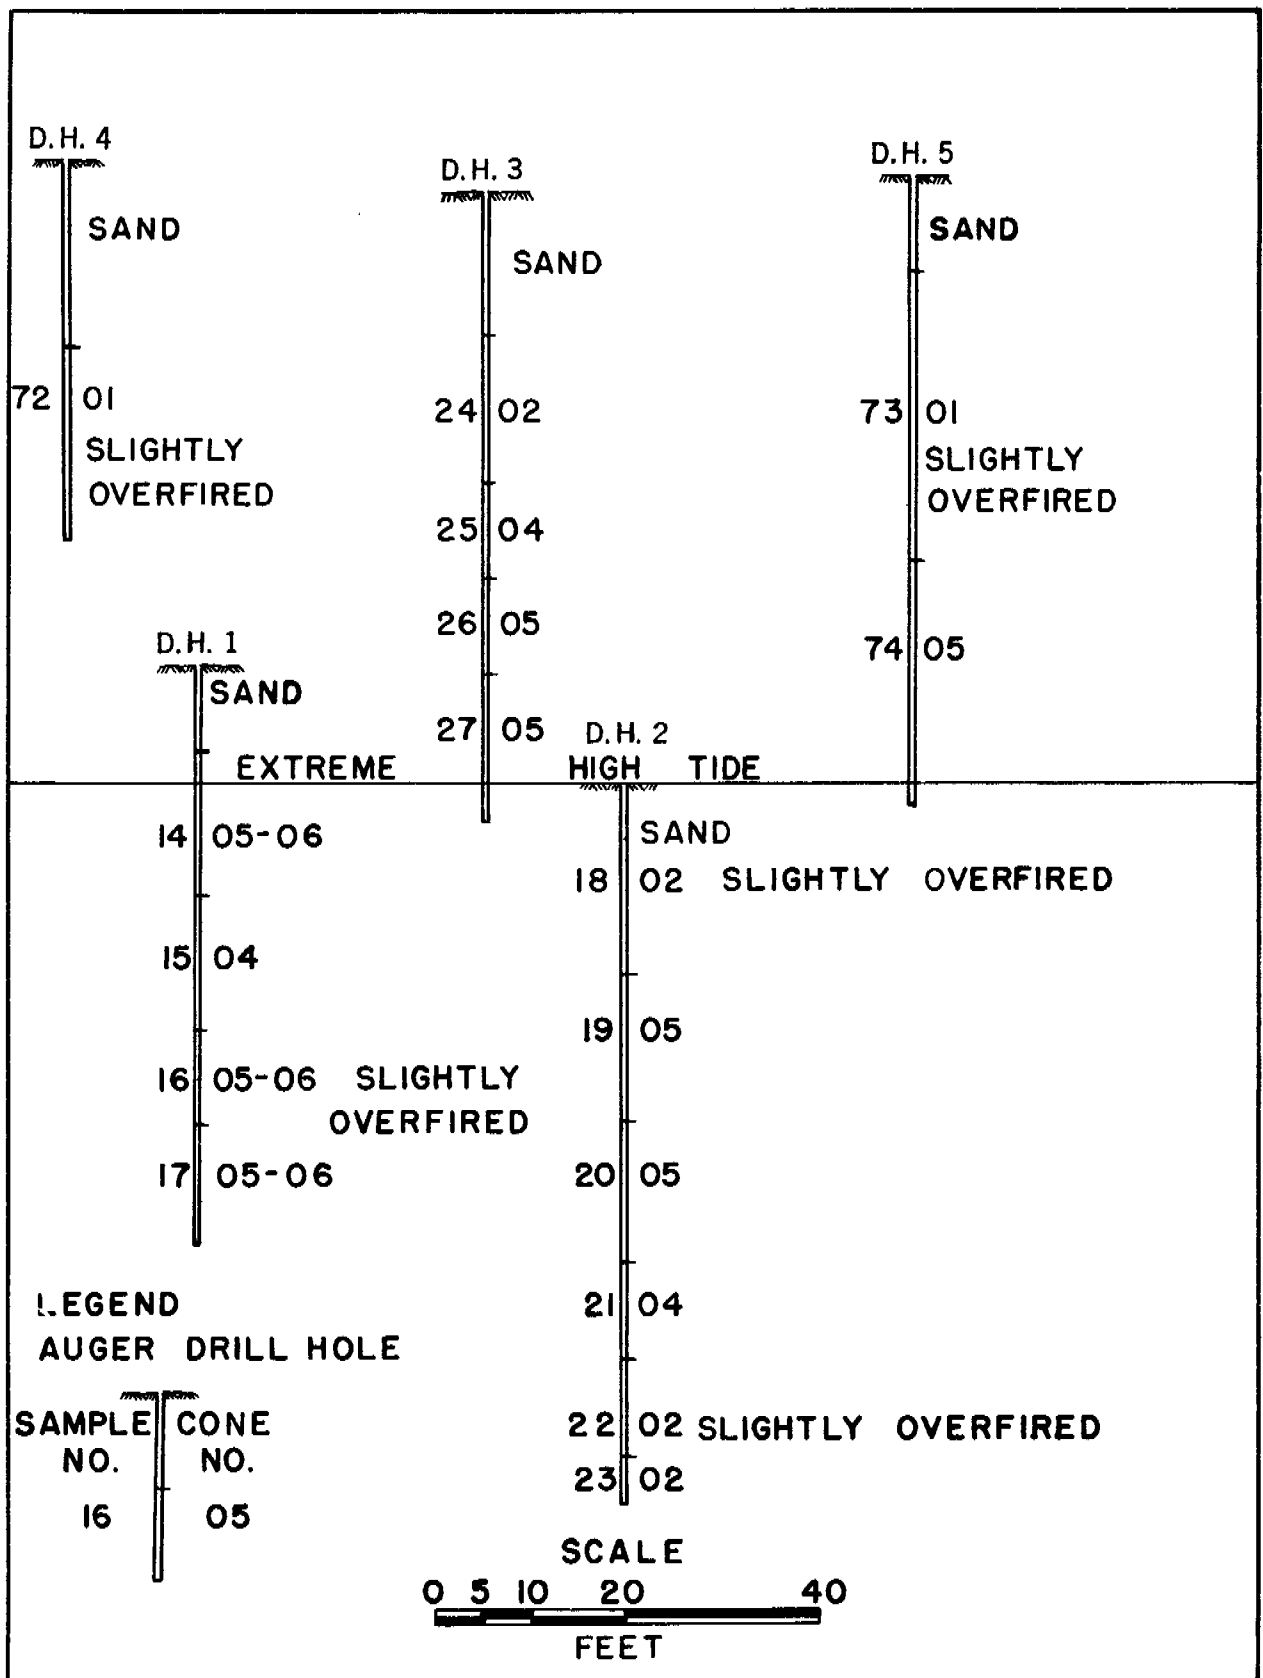 D.H. 4
SAND
72 01
SLIGHTLY
OVERFIRED
D.H. 3
SAND
24 02
25 04
26 05
27 05
D.H. 5
SAND
73 01
SLIGHTLY
OVERFIRED
74 05
D.H. 1
SAND
EXTREME HIGH TIDE
14 05-06
15 04
16 05-06 SLIGHTLY
OVERFIRED
17 05-06
D.H. 2
SAND
18 02 SLIGHTLY OVERFIRED
19 05
20 05
21 04
22 02 SLIGHTLY OVERFIRED
23 02
LEGEND
AUGER DRILL HOLE
SAMPLE CONE
NO. NO.
16 05
SCALE
0 5 10 20 40
FEET